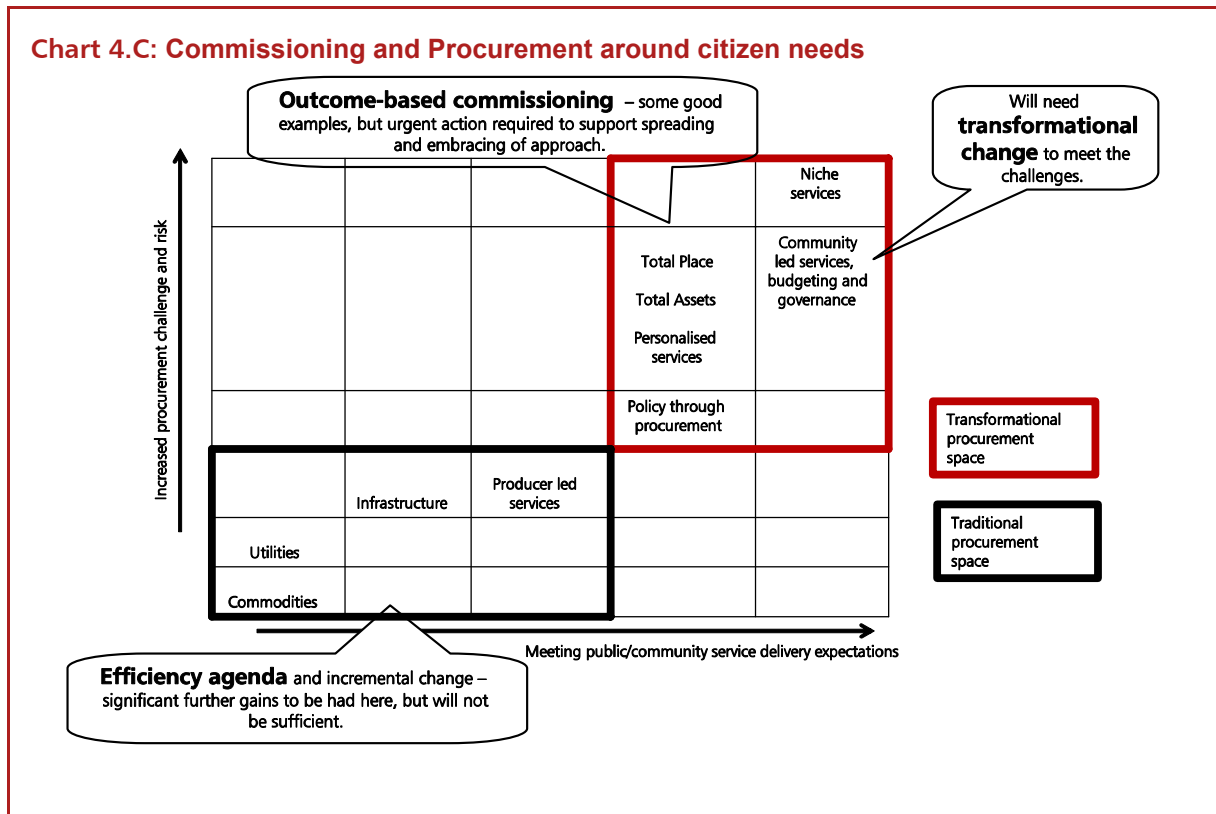 Chart 4.C: Commissioning and Procurement around citizen needs
Outcome-based commissioning – some good
examples, but urgent action required to support spreading
and embracing of approach.
Will need
transformational
change to meet the
challenges.
Increased procurement challenge and risk
Niche
services
Total Place
Total Assets
Personalised
services
Community
led services,
budgeting and
governance
Policy through
procurement
Transformational
procurement
space
Infrastructure
Producer led
services
Traditional
procurement
space
Utilities
Commodities
Meeting public/community service delivery expectations
Efficiency agenda and incremental change –
significant further gains to be had here, but will not
be sufficient.